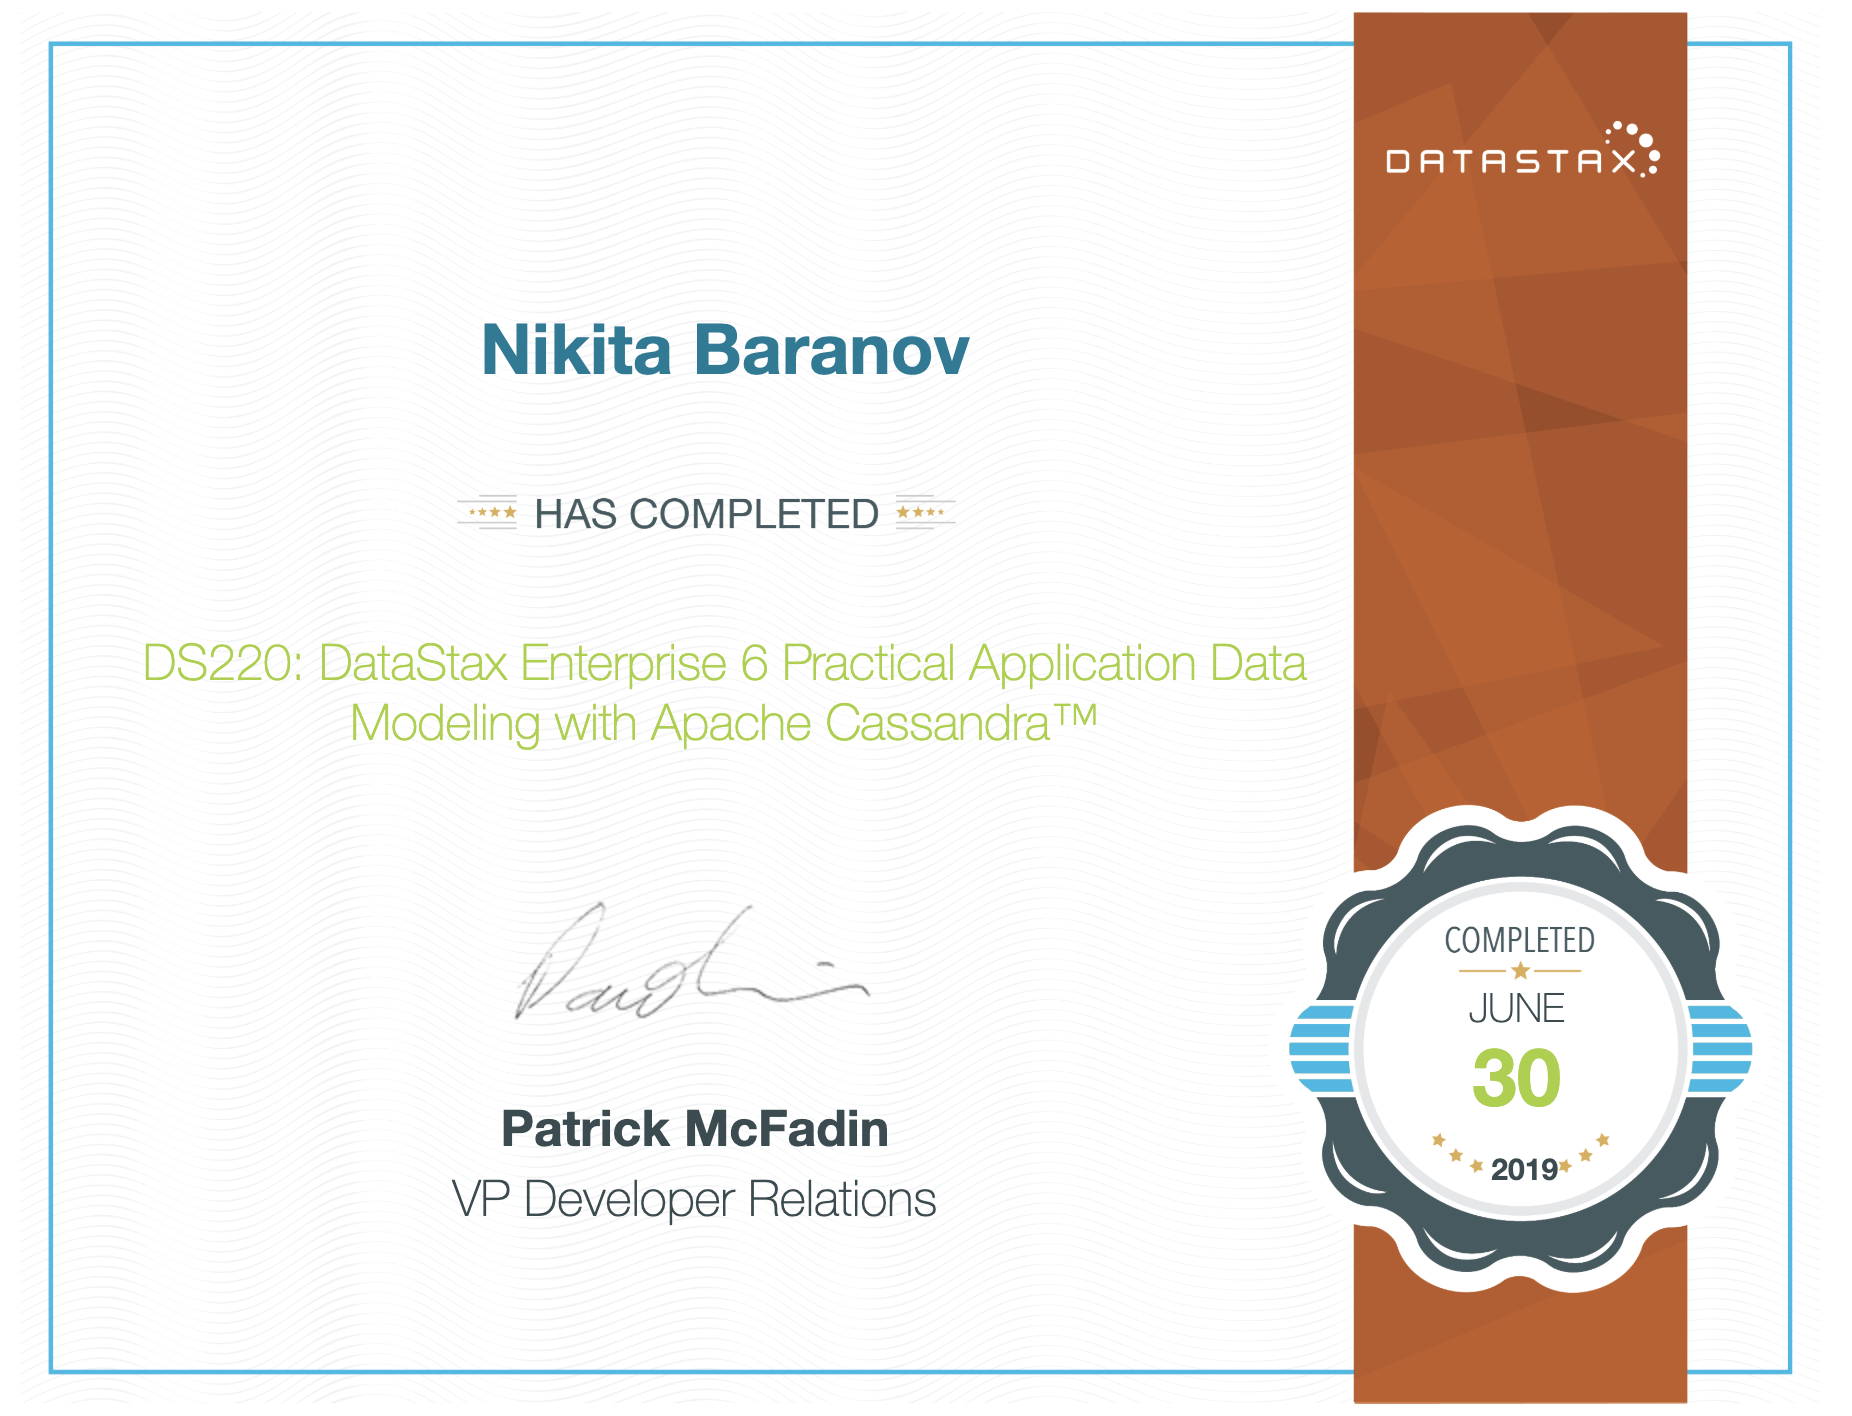 DATASTAX
Nikita Baranov
HAS COMPLETED
DS220: DataStax Enterprise 6 Practical Application Data
Modeling with Apache Cassandra™
Patrick McFadin
VP Developer Relations
COMPLETED
JUNE
30
2019